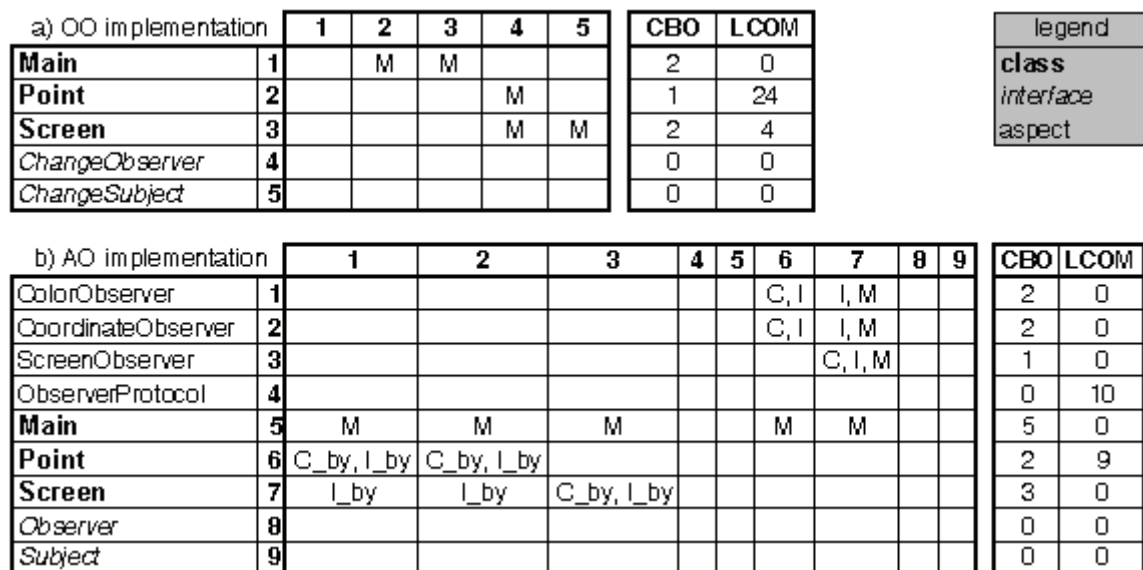 a) OO implementation 1 2 3 4 5 CBO LCOM legend
Main 1 M M 2 0 class
Point 2 M 1 24 interface
Screen 3 M M 2 4 aspect
ChangeObserver 4 0 0
ChangeSubject 5 0 0
b) AO implementation 1 2 3 4 5 6 7 8 9 CBO LCOM
ColorObserver 1 C, I I, M 2 0
CoordinateObserver 2 C, I I, M 2 0
ScreenObserver 3 C, I, M 1 0
ObserverProtocol 4 0 10
Main 5 M M M M M 5 0
Point 6 C_by, I_by C_by, I_by 2 9
Screen 7 I_by I_by C_by, I_by 3 0
Observer 8 0 0
Subject 9 0 0